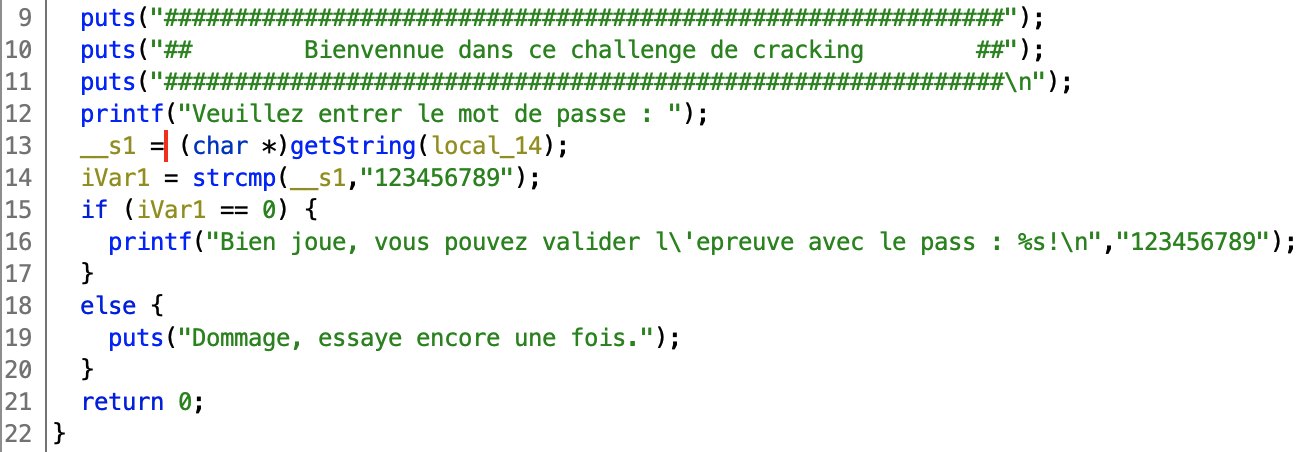 9 puts("############################################################");
10 puts("##        Bienvennue dans ce challenge de cracking        ##");
11 puts("############################################################\n");
12 printf("Veuillez entrer le mot de passe : ");
13 __s1 = (char *)getString(local_14);
14 iVar1 = strcmp(__s1,"123456789");
15 if (iVar1 == 0) {
16 printf("Bien joue, vous pouvez valider l\'epreuve avec le pass : %s!\n","123456789");
17 }
18 else {
19 puts("Dommage, essaye encore une fois.");
20 }
21 return 0;
22 }